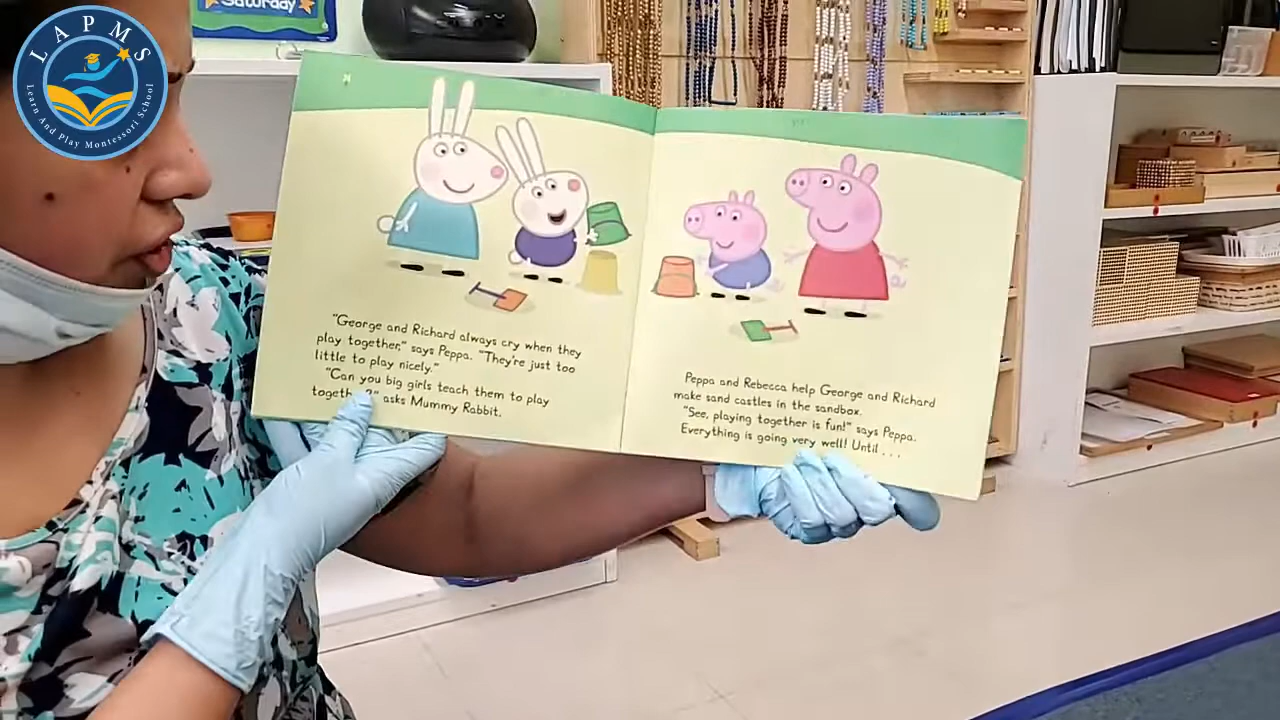 LAPMS
Learn And Play Montessori School
Saturday
"George and Richard always cry when they
play together," says Peppa. "They're just too
little to play nicely."
"Can you big girls teach them to play
together?" asks Mummy Rabbit.
Peppa and Rebecca help George and Richard
make sand castles in the sandbox.
"See, playing together is fun!" says Peppa.
Everything is going very well! Until . . .